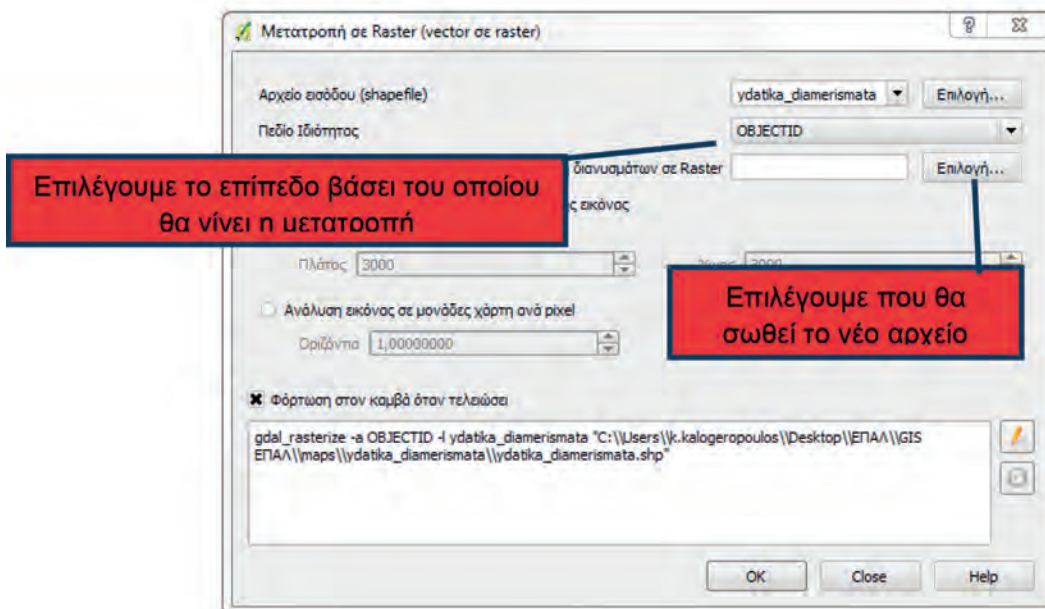 Μετατροπή σε Raster (vector σε raster)
Αρχείο εισόδου (shapefile)
ydatika_diamerismata
Επιλογή...
Πεδίο Ιδιότητας
OBJECTID
διανυσμάτων σε Raster
Επιλογή...
Επιλέγουμε το επίπεδο βάσει του οποίου
θα γίνει η μετατροπή
ς εικόνας
Πλάτος 3000
3000
Επιλέγουμε που θα
σωθεί το νέο αρχείο
Ανάλυση εικόνας σε μονάδες χάρτη ανά pixel
Οριζόντια 1,00000000
Φόρτωση στον καμβά όταν τελειώσει
gdal_rasterize -a OBJECTID -l ydatika_diamerismata "C:\\Users\\k.kalogeropoulos\\Desktop\\ΕΠΑΛ\\GIS
ΕΠΑΛ\\maps\\ydatika_diamerismata\\ydatika_diamerismata.shp"
OK
Close
Help